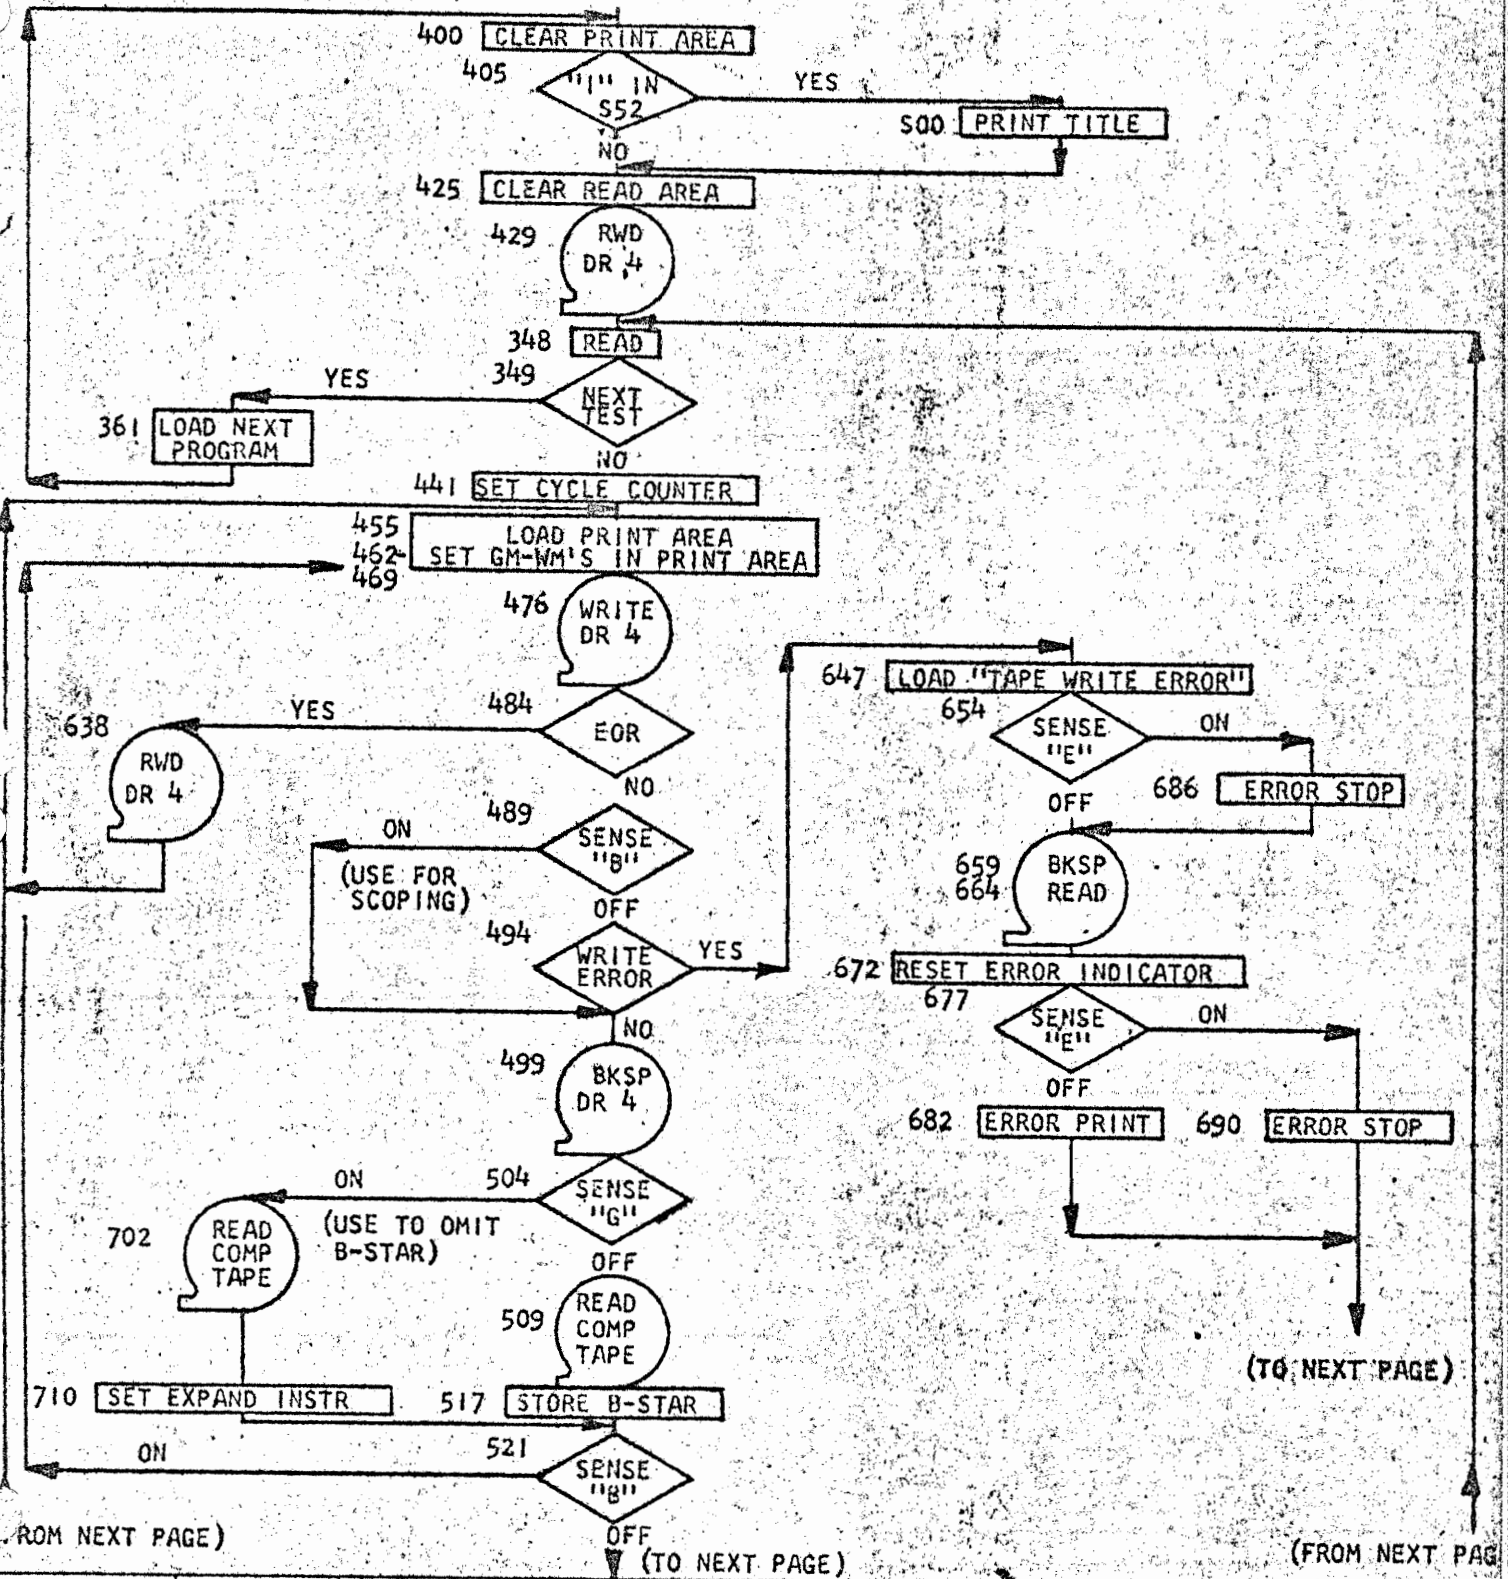 400 CLEAR PRINT AREA
405 "1" IN
S52
YES
S00 PRINT TITLE
NO
425 CLEAR READ AREA
429 RWD
DR 4
348 READ
349 NEXT
TEST
YES
361 LOAD NEXT
PROGRAM
NO
441 SET CYCLE COUNTER
455 LOAD PRINT AREA
462- SET GM-WM'S IN PRINT AREA
469
476 WRITE
DR 4
484 EOR
YES
638 RWD
DR 4
NO
489 SENSE
"B"
ON
(USE FOR
SCOPING)
OFF
494 WRITE
ERROR
YES
NO
499 BKSP
DR 4
504 SENSE
"G"
ON
(USE TO OMIT
B-STAR)
702 READ
COMP
TAPE
OFF
509 READ
COMP
TAPE
710 SET EXPAND INSTR
517 STORE B-STAR
521 SENSE
"B"
ON
OFF
(TO NEXT PAGE)
ROM NEXT PAGE)
647 LOAD "TAPE WRITE ERROR"
654 SENSE
"E"
ON
686 ERROR STOP
OFF
659 BKSP
664 READ
672 RESET ERROR INDICATOR
677 SENSE
"E"
ON
OFF
682 ERROR PRINT
690 ERROR STOP
(TO NEXT PAGE)
(FROM NEXT PAG